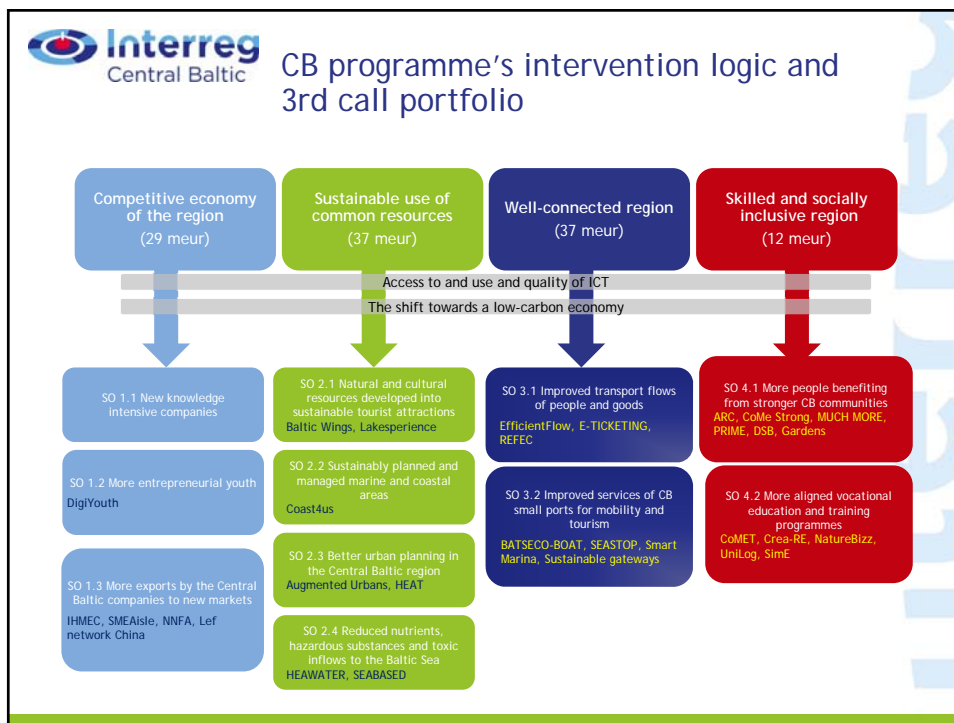 Interreg
Central Baltic
CB programme's intervention logic and
3rd call portfolio
Competitive economy
of the region
(29 meur)
Sustainable use of
common resources
(37 meur)
Well-connected region
(37 meur)
Skilled and socially
inclusive region
(12 meur)
Access to and use and quality of ICT
The shift towards a low-carbon economy
SO 1.1 New knowledge
intensive companies
SO 1.2 More entrepreneurial youth
DigiYouth
SO 1.3 More exports by the Central
Baltic companies to new markets
IHMEC, SMEAisle, NNFA, Lef
network China
SO 2.1 Natural and cultural
resources developed into
sustainable tourist attractions
Baltic Wings, Lakesperience
SO 2.2 Sustainably planned and
managed marine and coastal
areas
Coast4us
SO 2.3 Better urban planning in
the Central Baltic region
Augmented Urbans, HEAT
SO 2.4 Reduced nutrients,
hazardous substances and toxic
inflows to the Baltic Sea
HEAWATER, SEABASED
SO 3.1 Improved transport flows
of people and goods
EfficientFlow, E-TICKETING,
REFEC
SO 3.2 Improved services of CB
small ports for mobility and
tourism
BATSECO-BOAT, SEASTOP, Smart
Marina, Sustainable gateways
SO 4.1 More people benefiting
from stronger CB communities
ARC, CoMe Strong, MUCH MORE,
PRIME, DSB, Gardens
SO 4.2 More aligned vocational
education and training
programmes
CoMET, Crea-RE, NatureBizz,
UniLog, SimE